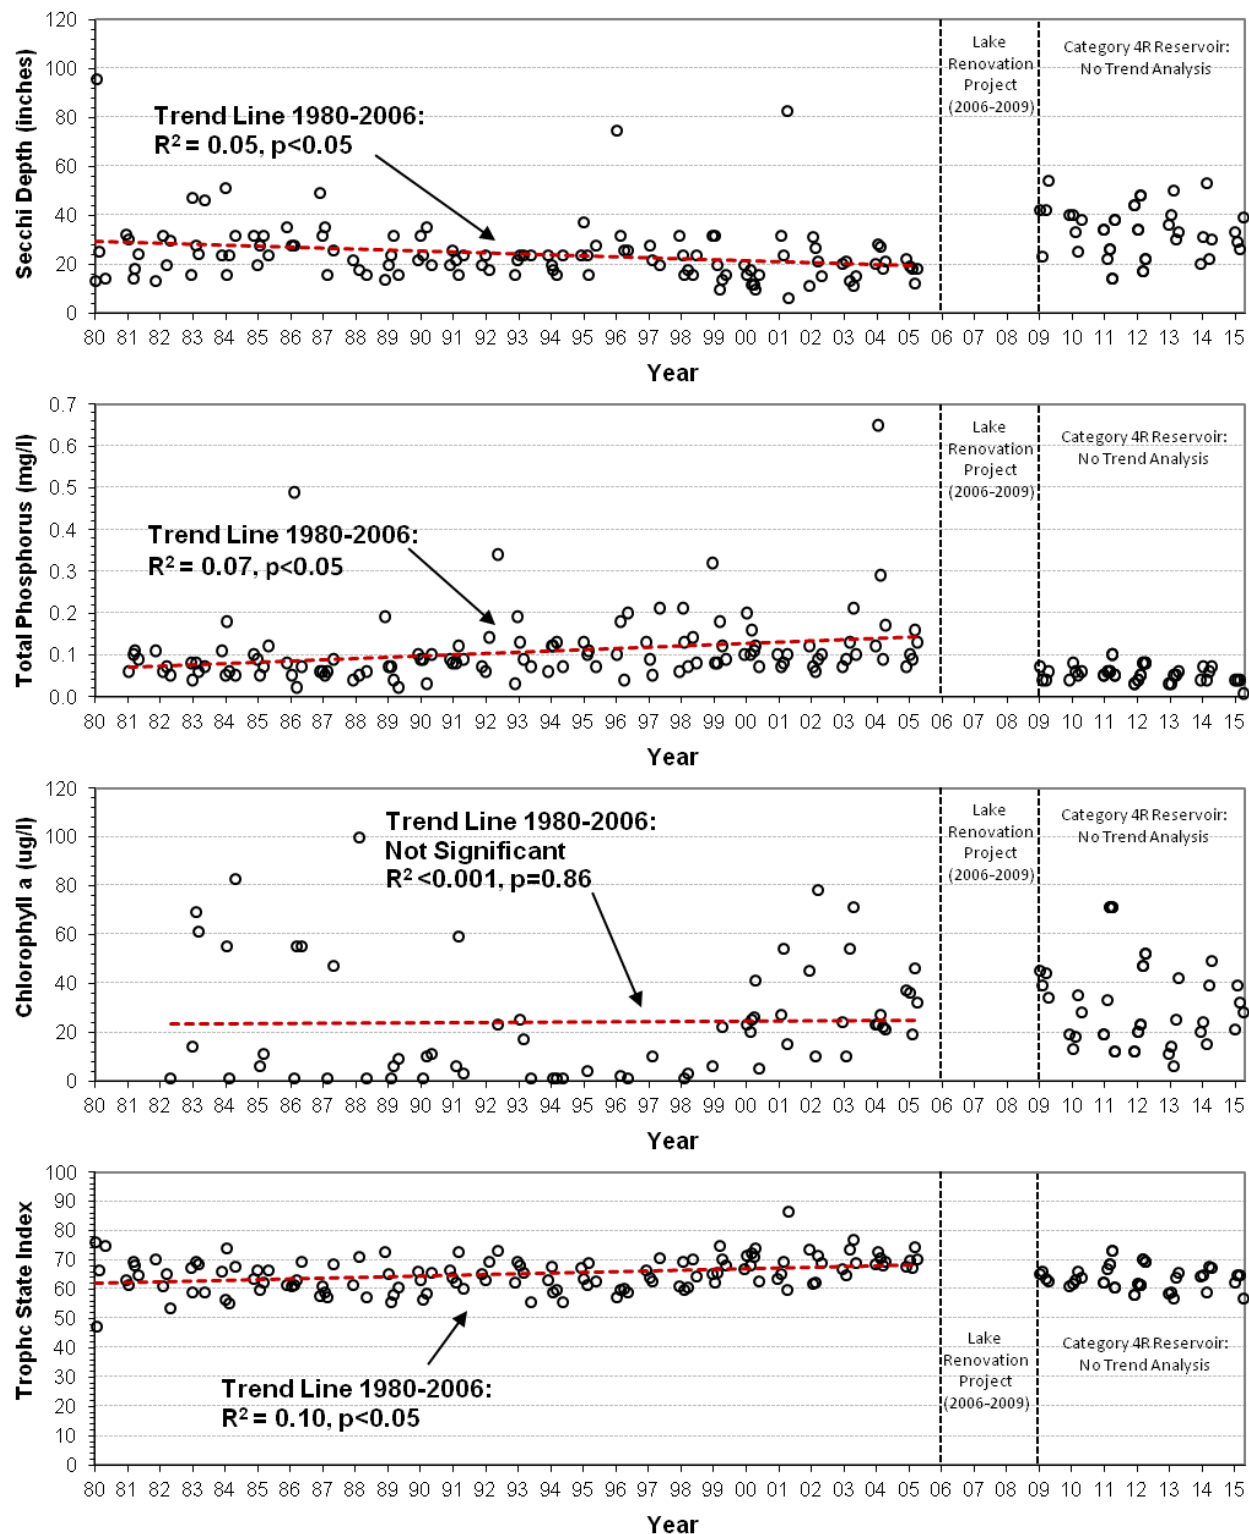 120
100
80
60
40
20
0
Secchi Depth (inches)
Trend Line 1980-2006:
R² = 0.05, p<0.05
Lake
Renovation
Project
(2006-2009)
Category 4R Reservoir:
No Trend Analysis
80 81 82 83 84 85 86 87 88 89 90 91 92 93 94 95 96 97 98 99 00 01 02 03 04 05 06 07 08 09 10 11 12 13 14 15
Year
0.7
0.6
0.5
0.4
0.3
0.2
0.1
0.0
Total Phosphorus (mg/l)
Trend Line 1980-2006:
R² = 0.07, p<0.05
Lake
Renovation
Project
(2006-2009)
Category 4R Reservoir:
No Trend Analysis
80 81 82 83 84 85 86 87 88 89 90 91 92 93 94 95 96 97 98 99 00 01 02 03 04 05 06 07 08 09 10 11 12 13 14 15
Year
120
100
80
60
40
20
0
Chlorophyll a (ug/l)
Trend Line 1980-2006:
Not Significant
R² <0.001, p=0.86
Lake
Renovation
Project
(2006-2009)
Category 4R Reservoir:
No Trend Analysis
80 81 82 83 84 85 86 87 88 89 90 91 92 93 94 95 96 97 98 99 00 01 02 03 04 05 06 07 08 09 10 11 12 13 14 15
Year
100
90
80
70
60
50
40
30
20
10
0
Trophc State Index
Trend Line 1980-2006:
R² = 0.10, p<0.05
Lake
Renovation
Project
(2006-2009)
Category 4R Reservoir:
No Trend Analysis
80 81 82 83 84 85 86 87 88 89 90 91 92 93 94 95 96 97 98 99 00 01 02 03 04 05 06 07 08 09 10 11 12 13 14 15
Year